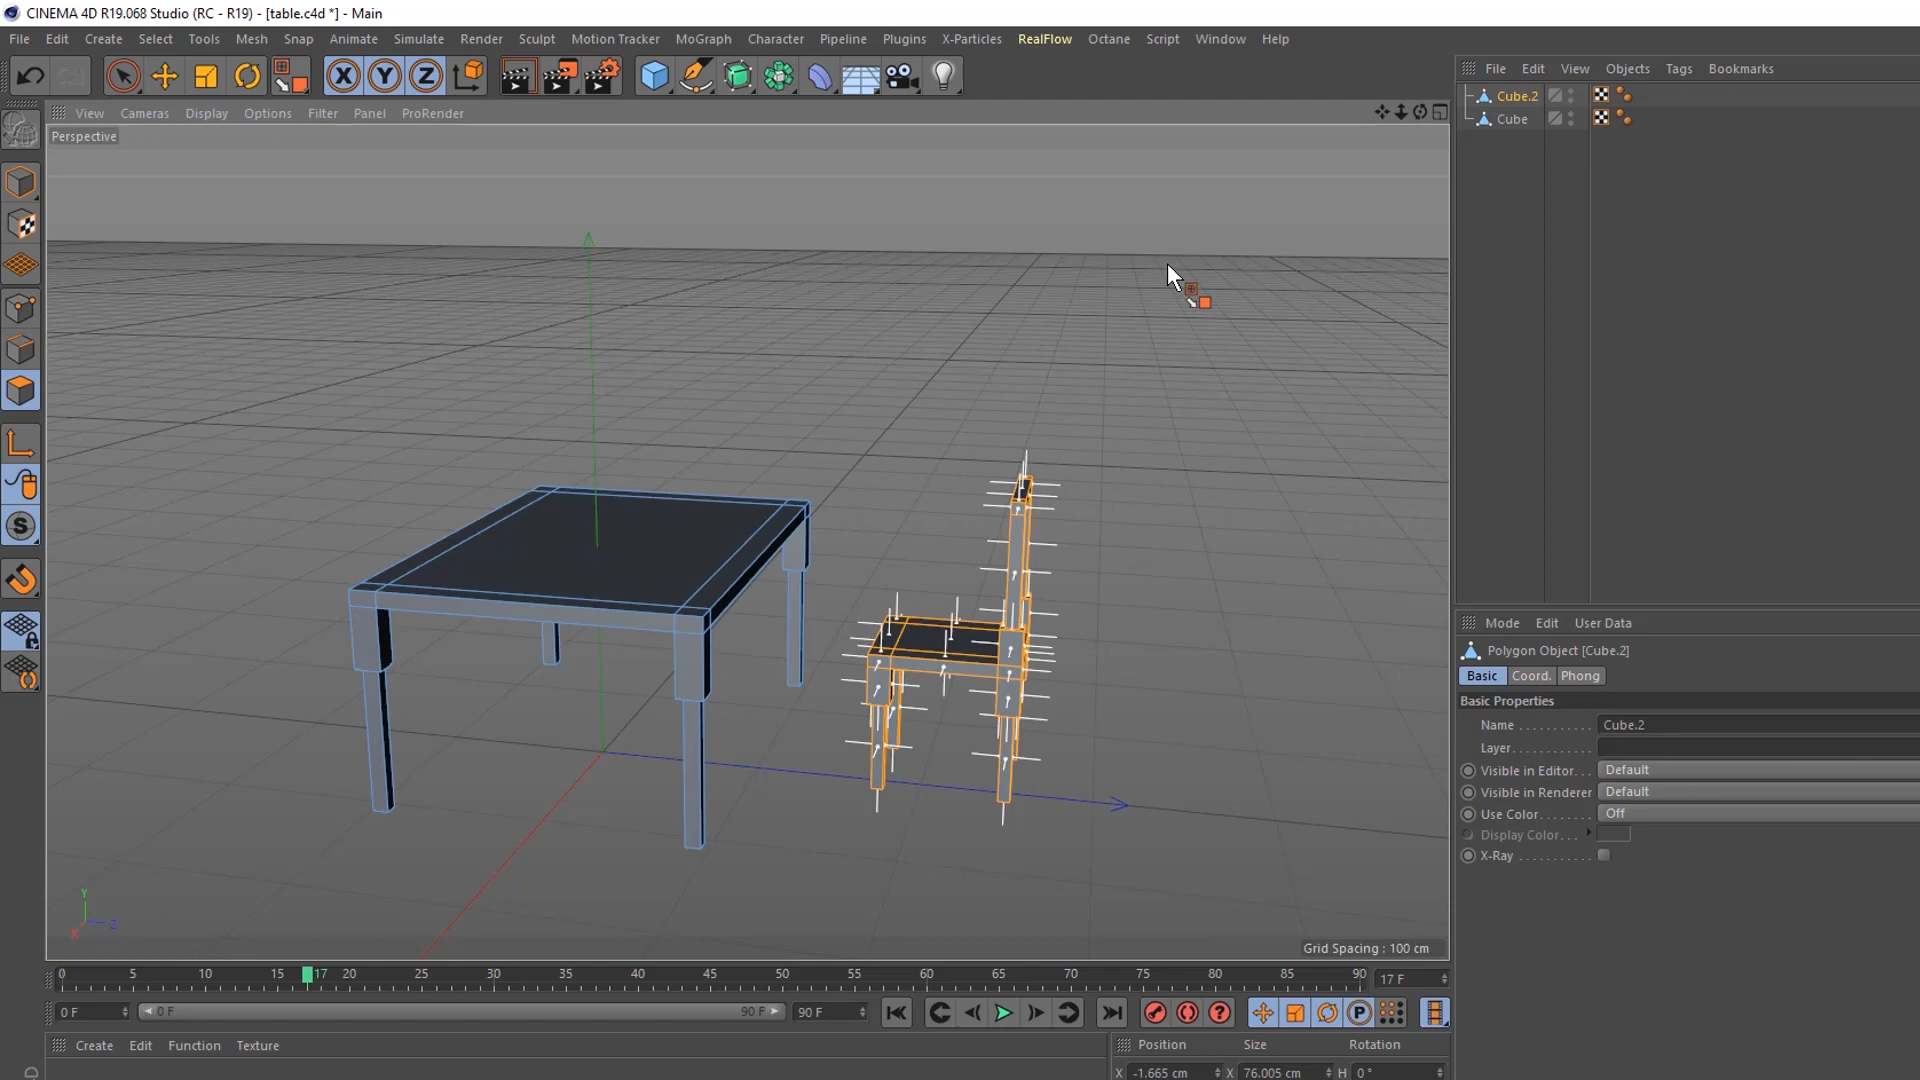 CINEMA 4D R19.068 Studio (RC - R19) - [table.c4d *] - Main
File Edit Create Select Tools Mesh Snap Animate Simulate Render Sculpt Motion Tracker MoGraph Character Pipeline Plugins X-Particles RealFlow Octane Script Window Help
X Y Z
File Edit View Objects Tags Bookmarks
View Cameras Display Options Filter Panel ProRender
Perspective
Cube.2
Cube
S
Mode Edit User Data
Polygon Object [Cube.2]
Basic Coord. Phong
Basic Properties
Name . . . . . . . . . . . Cube.2
Layer. . . . . . . . . . . .
Visible in Editor. . . Default
Visible in Renderer Default
Use Color. . . . . . . . Off
Display Color. . .
X-Ray . . . . . . . . . .
Y
X Z
Grid Spacing : 100 cm
0 5 10 15 17 20 25 30 35 40 45 50 55 60 65 70 75 80 85 90 17 F
0 F 0 F 90 F 90 F ? P
Create Edit Function Texture
Position Size Rotation
X -1.665 cm X 76.005 cm H 0 °